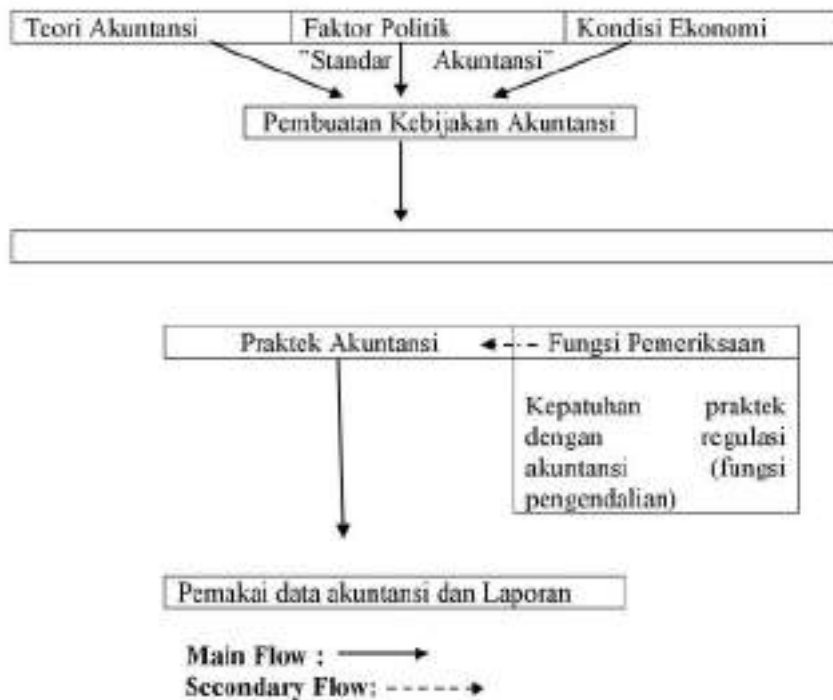 Teori Akuntansi Faktor Politik Kondisi Ekonomi
"Standar Akuntansi"
Pembuatan Kebijakan Akuntansi
Praktek Akuntansi Fungsi Pemeriksaan
Kepatuhan praktek
dengan regulasi
akuntansi (fungsi
pengendalian)
Pemakai data akuntansi dan Laporan
Main Flow :
Secondary Flow: